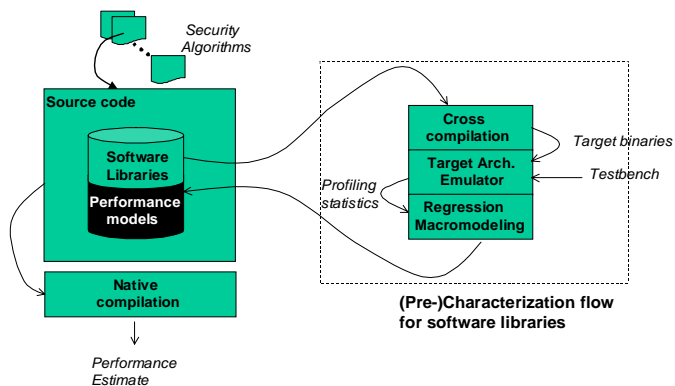 Security
Algorithms
Source code
Software
Libraries
Performance
models
Native
compilation
Performance
Estimate
Cross
compilation
Target Arch.
Emulator
Regression
Macromodeling
Target binaries
Testbench
Profiling
statistics
(Pre-)Characterization flow
for software libraries